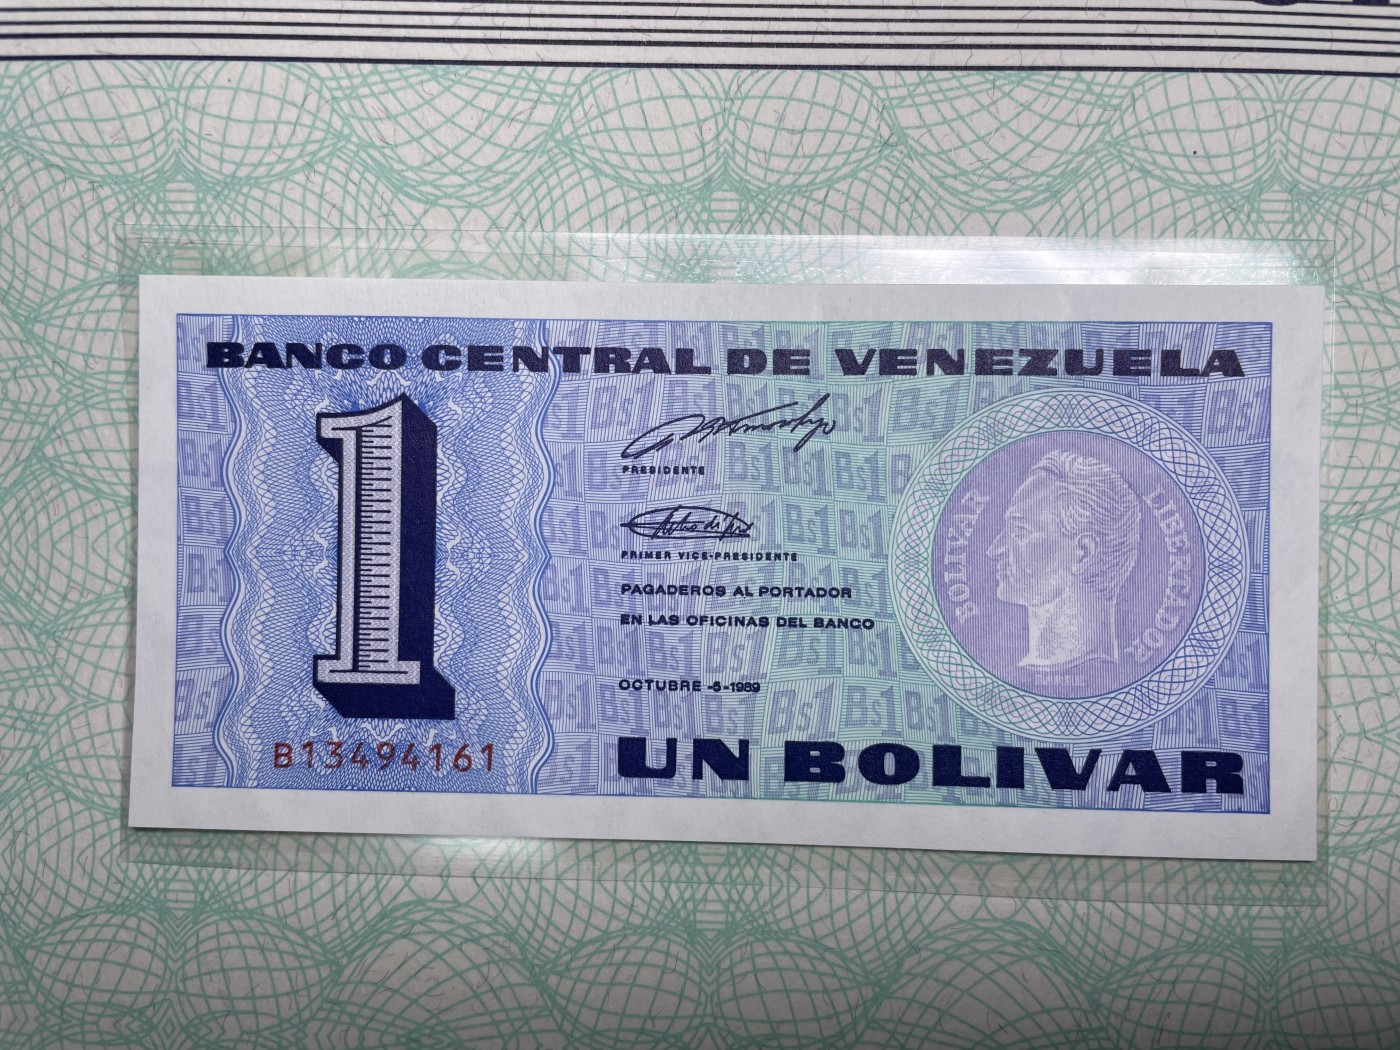 BANCO CENTRAL DE VENEZUELA
1
PRESIDENTE
PRIMER VICE-PRESIDENTE
PAGADEROS AL PORTADOR
EN LAS OFICINAS DEL BANCO
OCTUBRE -5-1989
B13494161
UN BOLIVAR
BOLIVAR
LIBERTADOR
Bs1